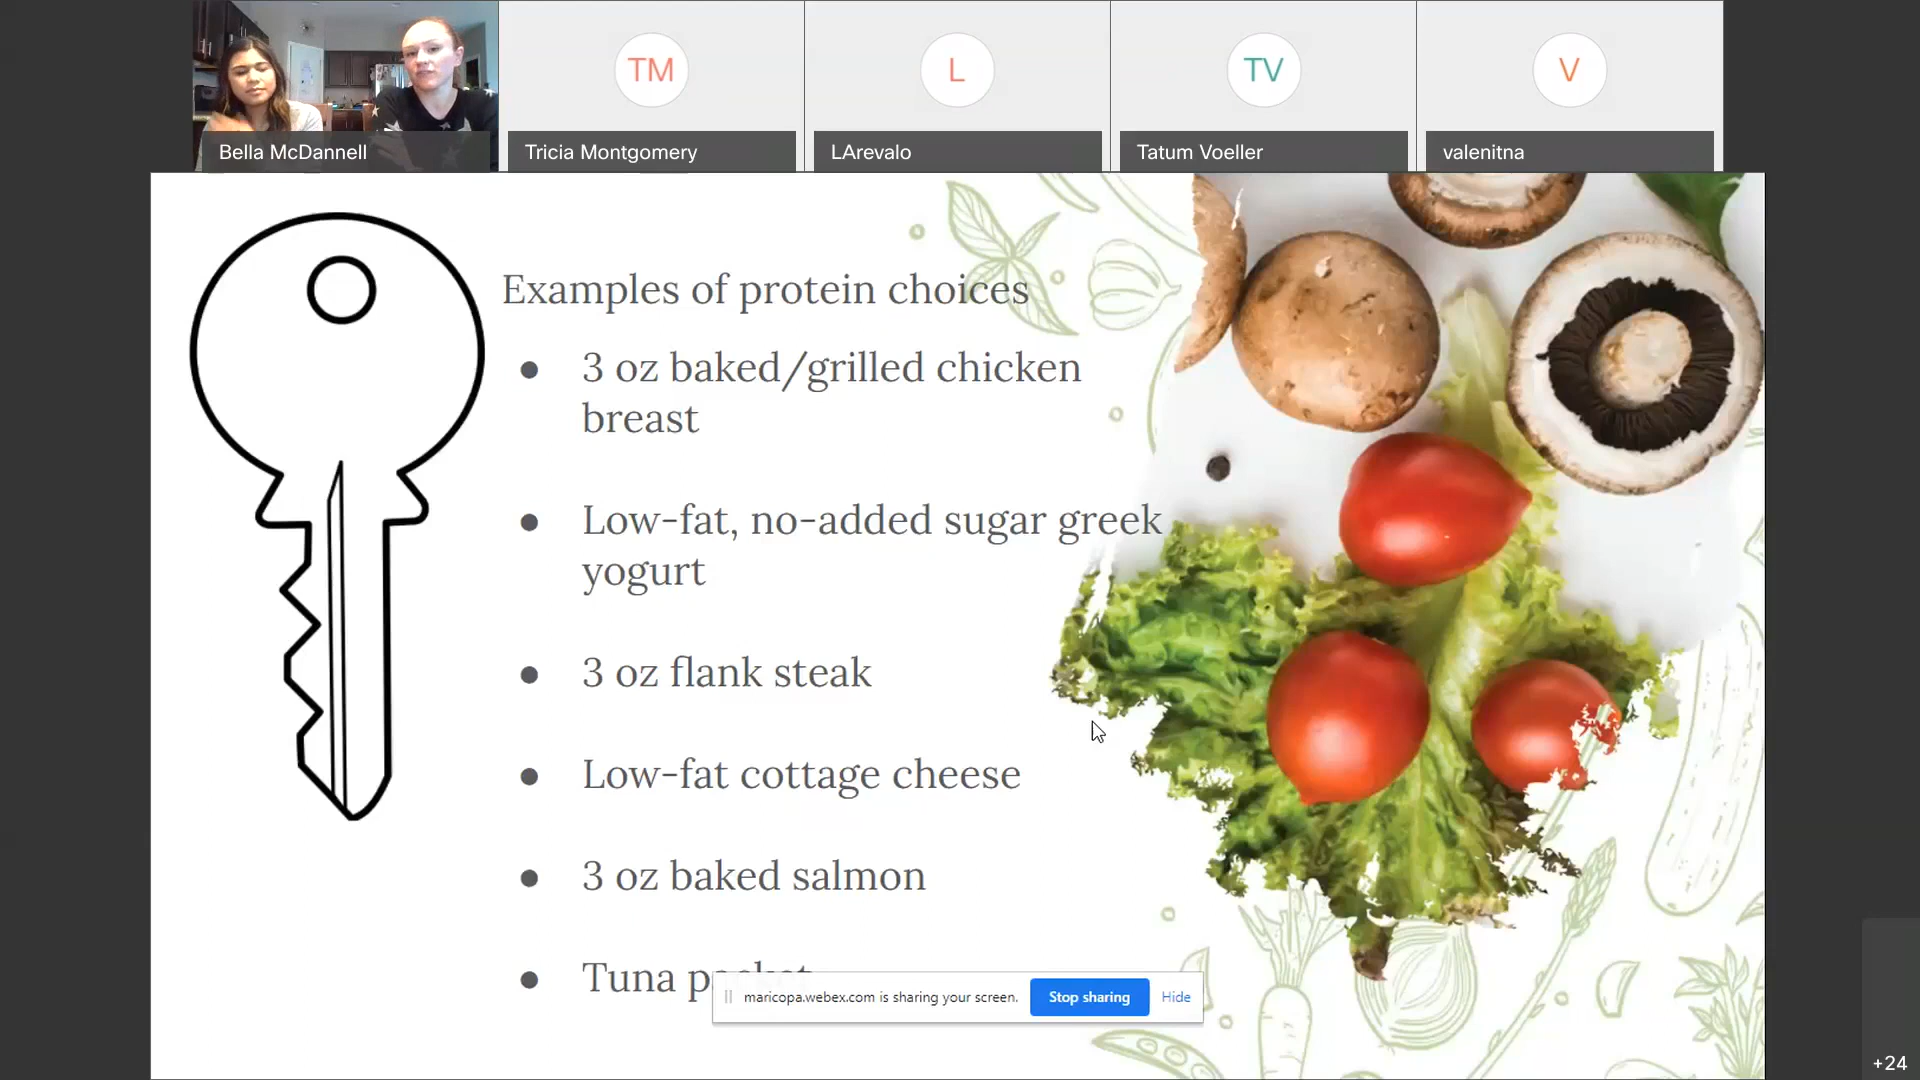 TM
L
TV
V
Bella McDannell
Tricia Montgomery
LArevalo
Tatum Voeller
valenitna
Examples of protein choices
● 3 oz baked/grilled chicken
breast
● Low-fat, no-added sugar greek
yogurt
● 3 oz flank steak
● Low-fat cottage cheese
● 3 oz baked salmon
● Tuna packet
maricopa.webex.com is sharing your screen.
Stop sharing
Hide
+24